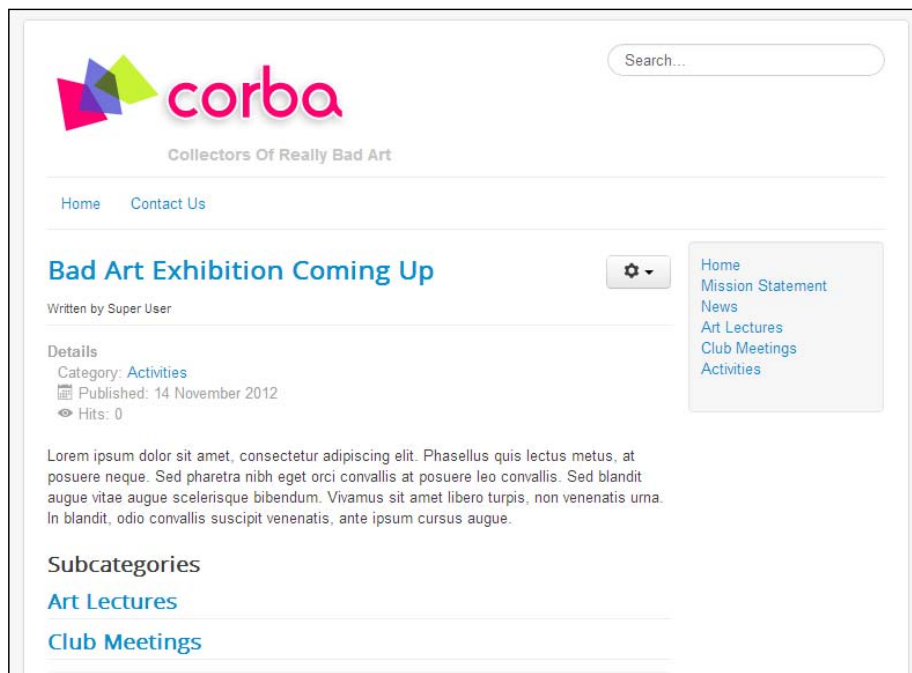 corba
Search...
Collectors Of Really Bad Art
Home
Contact Us
Bad Art Exhibition Coming Up
Written by Super User
Details
Category: Activities
Published: 14 November 2012
Hits: 0
Lorem ipsum dolor sit amet, consectetur adipiscing elit. Phasellus quis lectus metus, at
posuere neque. Sed pharetra nibh eget orci convallis at posuere leo convallis. Sed blandit
augue vitae augue scelerisque bibendum. Vivamus sit amet libero turpis, non venenatis urna.
In blandit, odio convallis suscipit venenatis, ante ipsum cursus augue.
Subcategories
Art Lectures
Club Meetings
Home
Mission Statement
News
Art Lectures
Club Meetings
Activities